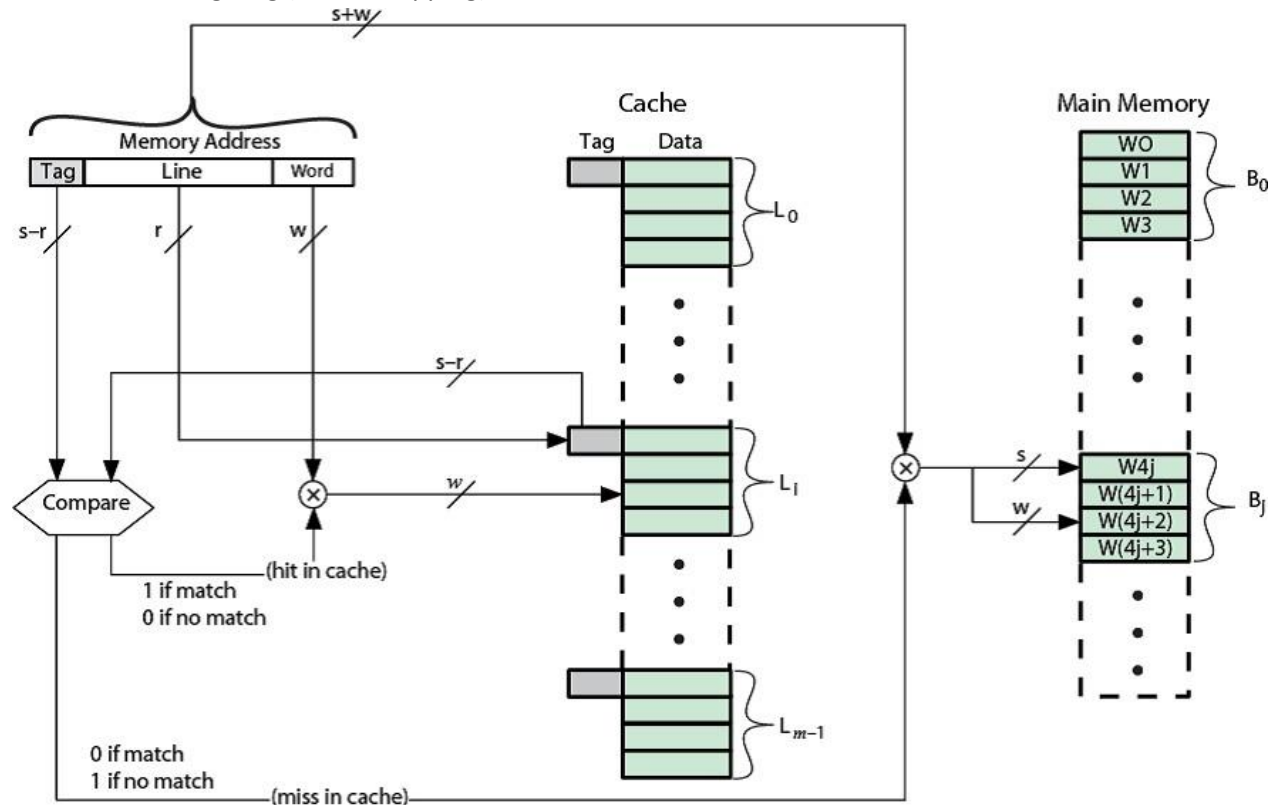 s+w
Cache
Main Memory
Memory Address
Tag Data
Tag Line Word
W0
W1
W2
W3
B0
L0
s–r
r
w
s–r
Li
s
W4j
W(4j+1)
W(4j+2)
W(4j+3)
Bj
w
w
Compare
(hit in cache)
1 if match
0 if no match
Lm–1
0 if match
1 if no match
(miss in cache)